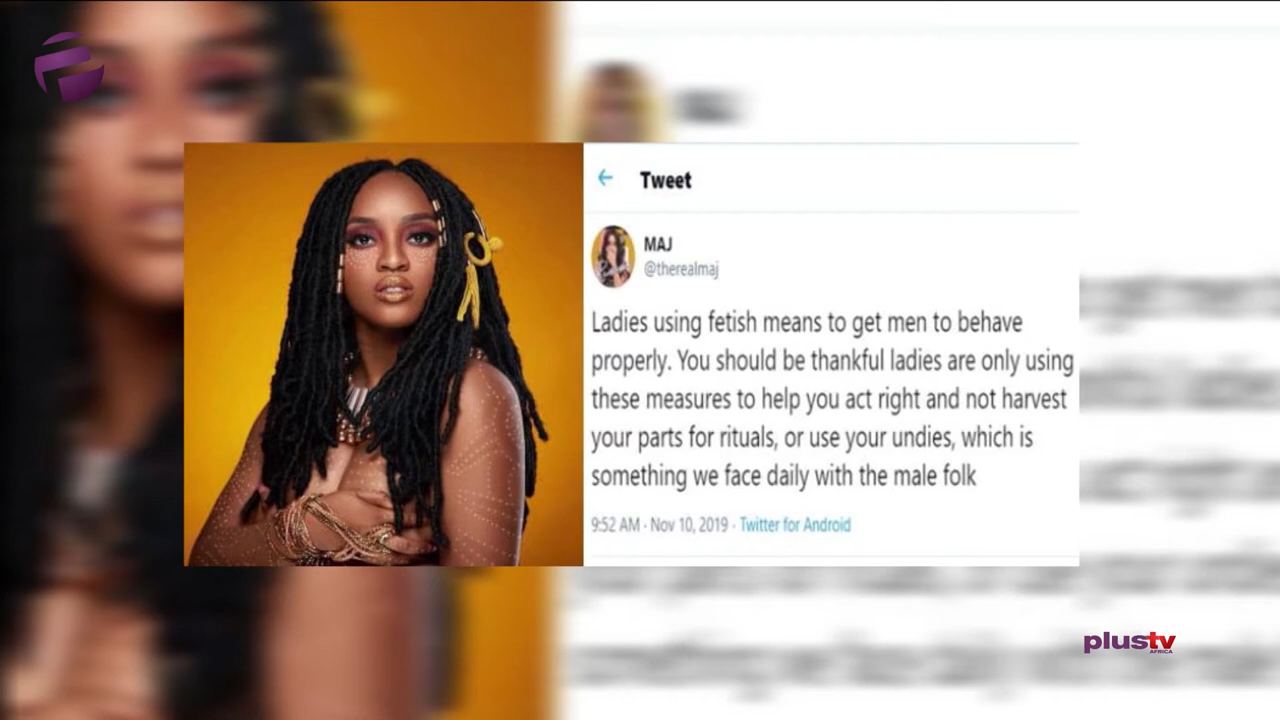 Tweet
MAJ
@therealmaj
Ladies using fetish means to get men to behave
properly. You should be thankful ladies are only using
these measures to help you act right and not harvest
your parts for rituals, or use your undies, which is
something we face daily with the male folk
9:52 AM · Nov 10, 2019 · Twitter for Android
plustv
AFRICA